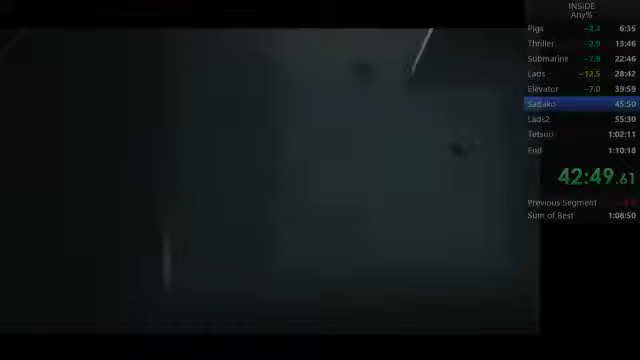 INSIDE
Any%
Pigs −2.4 6:35
Thriller −2.9 13:46
Submarine −7.9 22:46
Labs −12.5 28:42
Elevator −7.0 39:59
Sadako 45:50
Lads2 55:30
Tetsuo 1:02:11
End 1:10:18
42:49.61
Previous Segment
Sum of Best 1:08:50